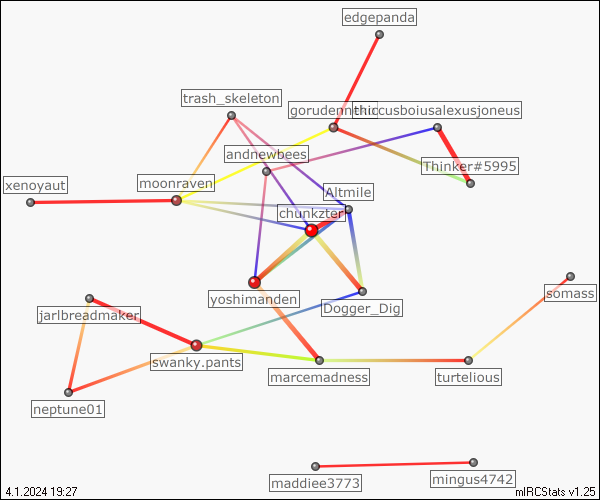 edgepanda
trash_skeleton
thiccusboiusalexusjoneus
andnewbees
Thinker#5995
xenoyaut
moonraven
Altmile
chunkzter
yoshimanden
Dogger_Dig
somass
jarlbreadmaker
swanky.pants
marcemadness
turtelious
neptune01
maddiee3773
mingus4742
4.1.2024 19:27
mIRCStats v1.25